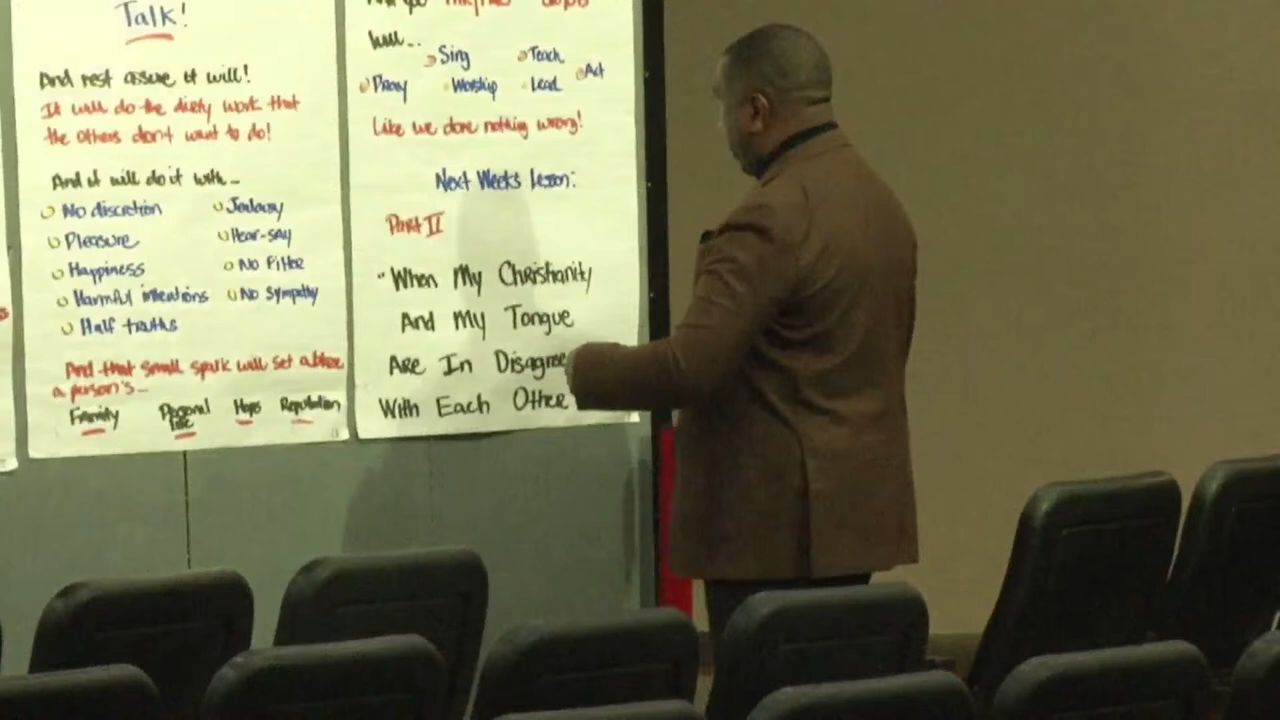 Talk!
And rest assure it will!
It will do the dirty work that
the others don't want to do!
And it will do it with...
No discretion
Jealousy
Pleasure
Hear-say
Happiness
No Filter
Harmful intentions
No Sympathy
Half truths
And that small spark will set ablaze
a person's...
Family
Personal
life
Hope
Reputation
will...
Sing
Teach
Act
Pray
Worship
Lead
Like we done nothing wrong!
Next Weeks Lesson:
Part II
"When My Christianity
And My Tongue
Are In Disagree
With Each Other